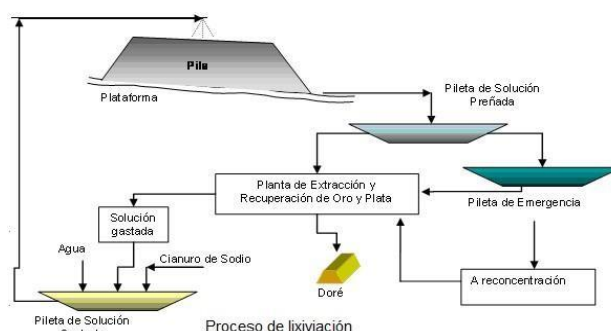 Pila
Plataforma
Pileta de Solución
Preñada
Planta de Extracción y
Recuperación de Oro y Plata
Pileta de Emergencia
Solución
gastada
Agua
Cianuro de Sodio
Doré
A reconcentración
Pileta de Solución
Proceso de lixiviación